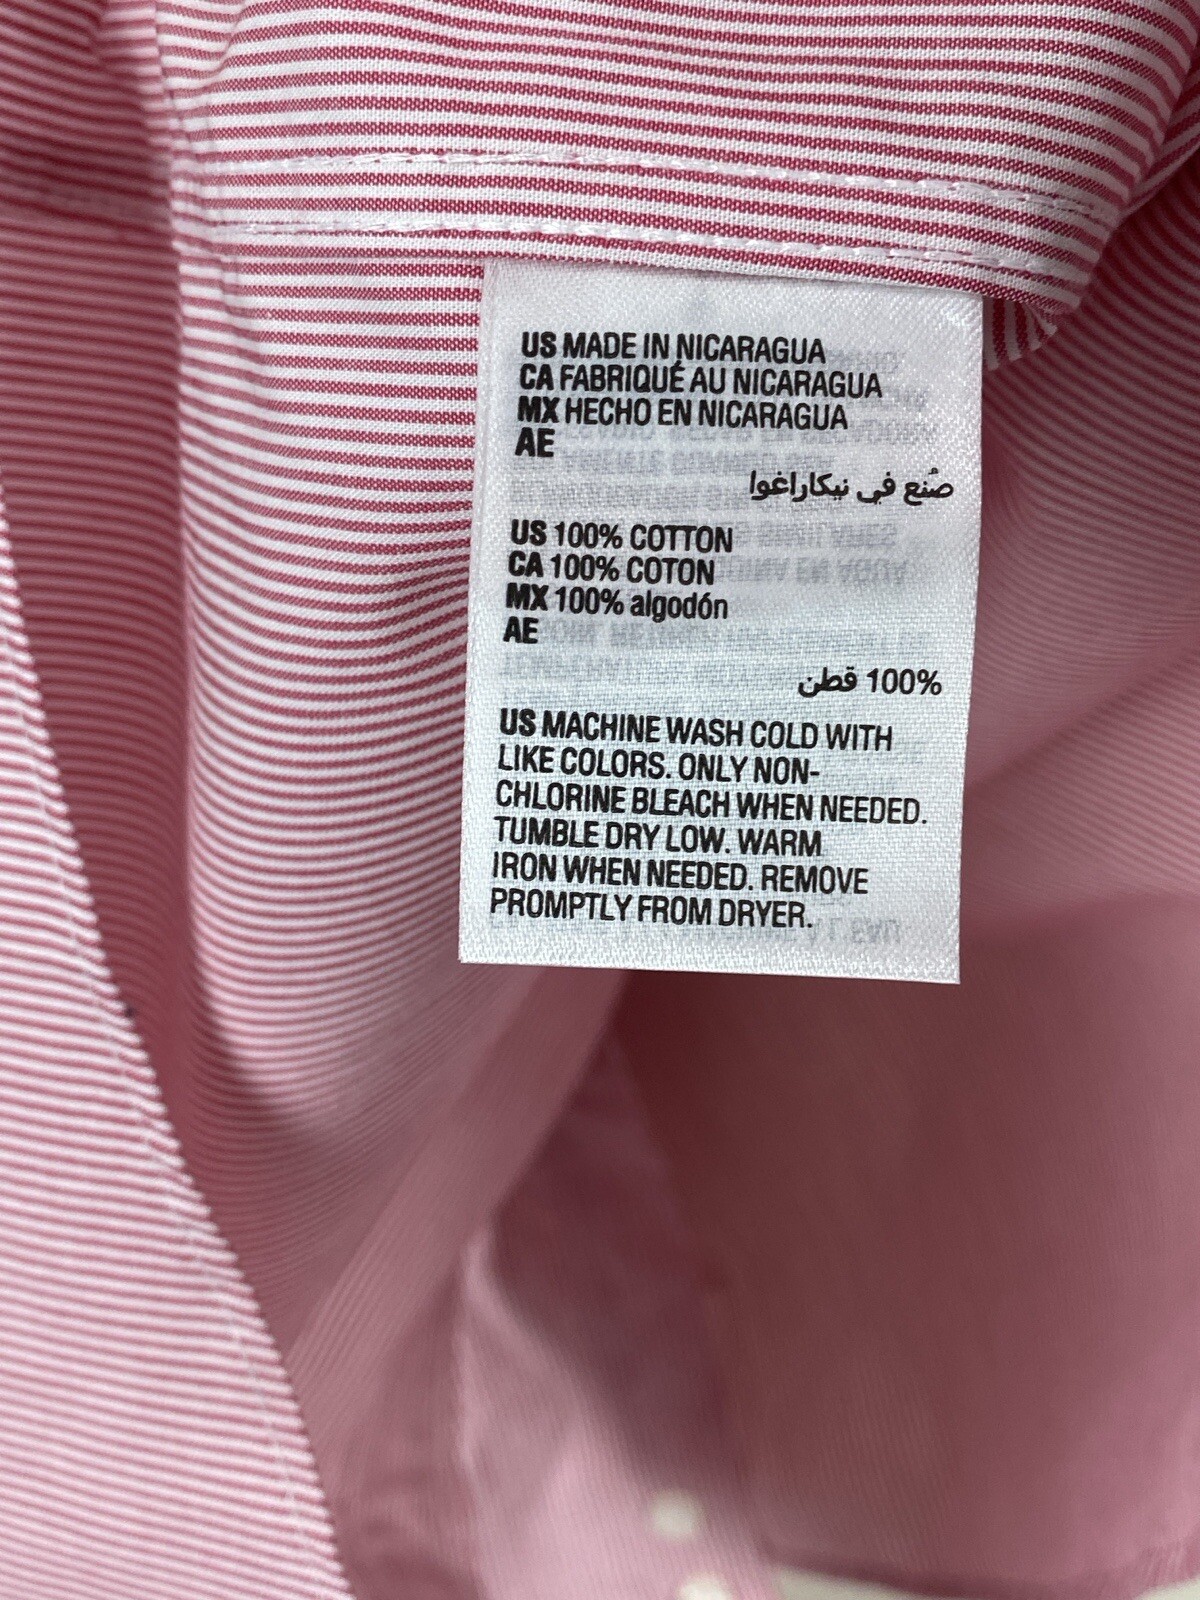 US MADE IN NICARAGUA
CA FABRIQUÉ AU NICARAGUA
MX HECHO EN NICARAGUA
AE
صُنع في نيكاراغوا
US 100% COTTON
CA 100% COTON
MX 100% algodón
AE
100% قطن
US MACHINE WASH COLD WITH
LIKE COLORS. ONLY NON-
CHLORINE BLEACH WHEN NEEDED.
TUMBLE DRY LOW. WARM
IRON WHEN NEEDED. REMOVE
PROMPTLY FROM DRYER.